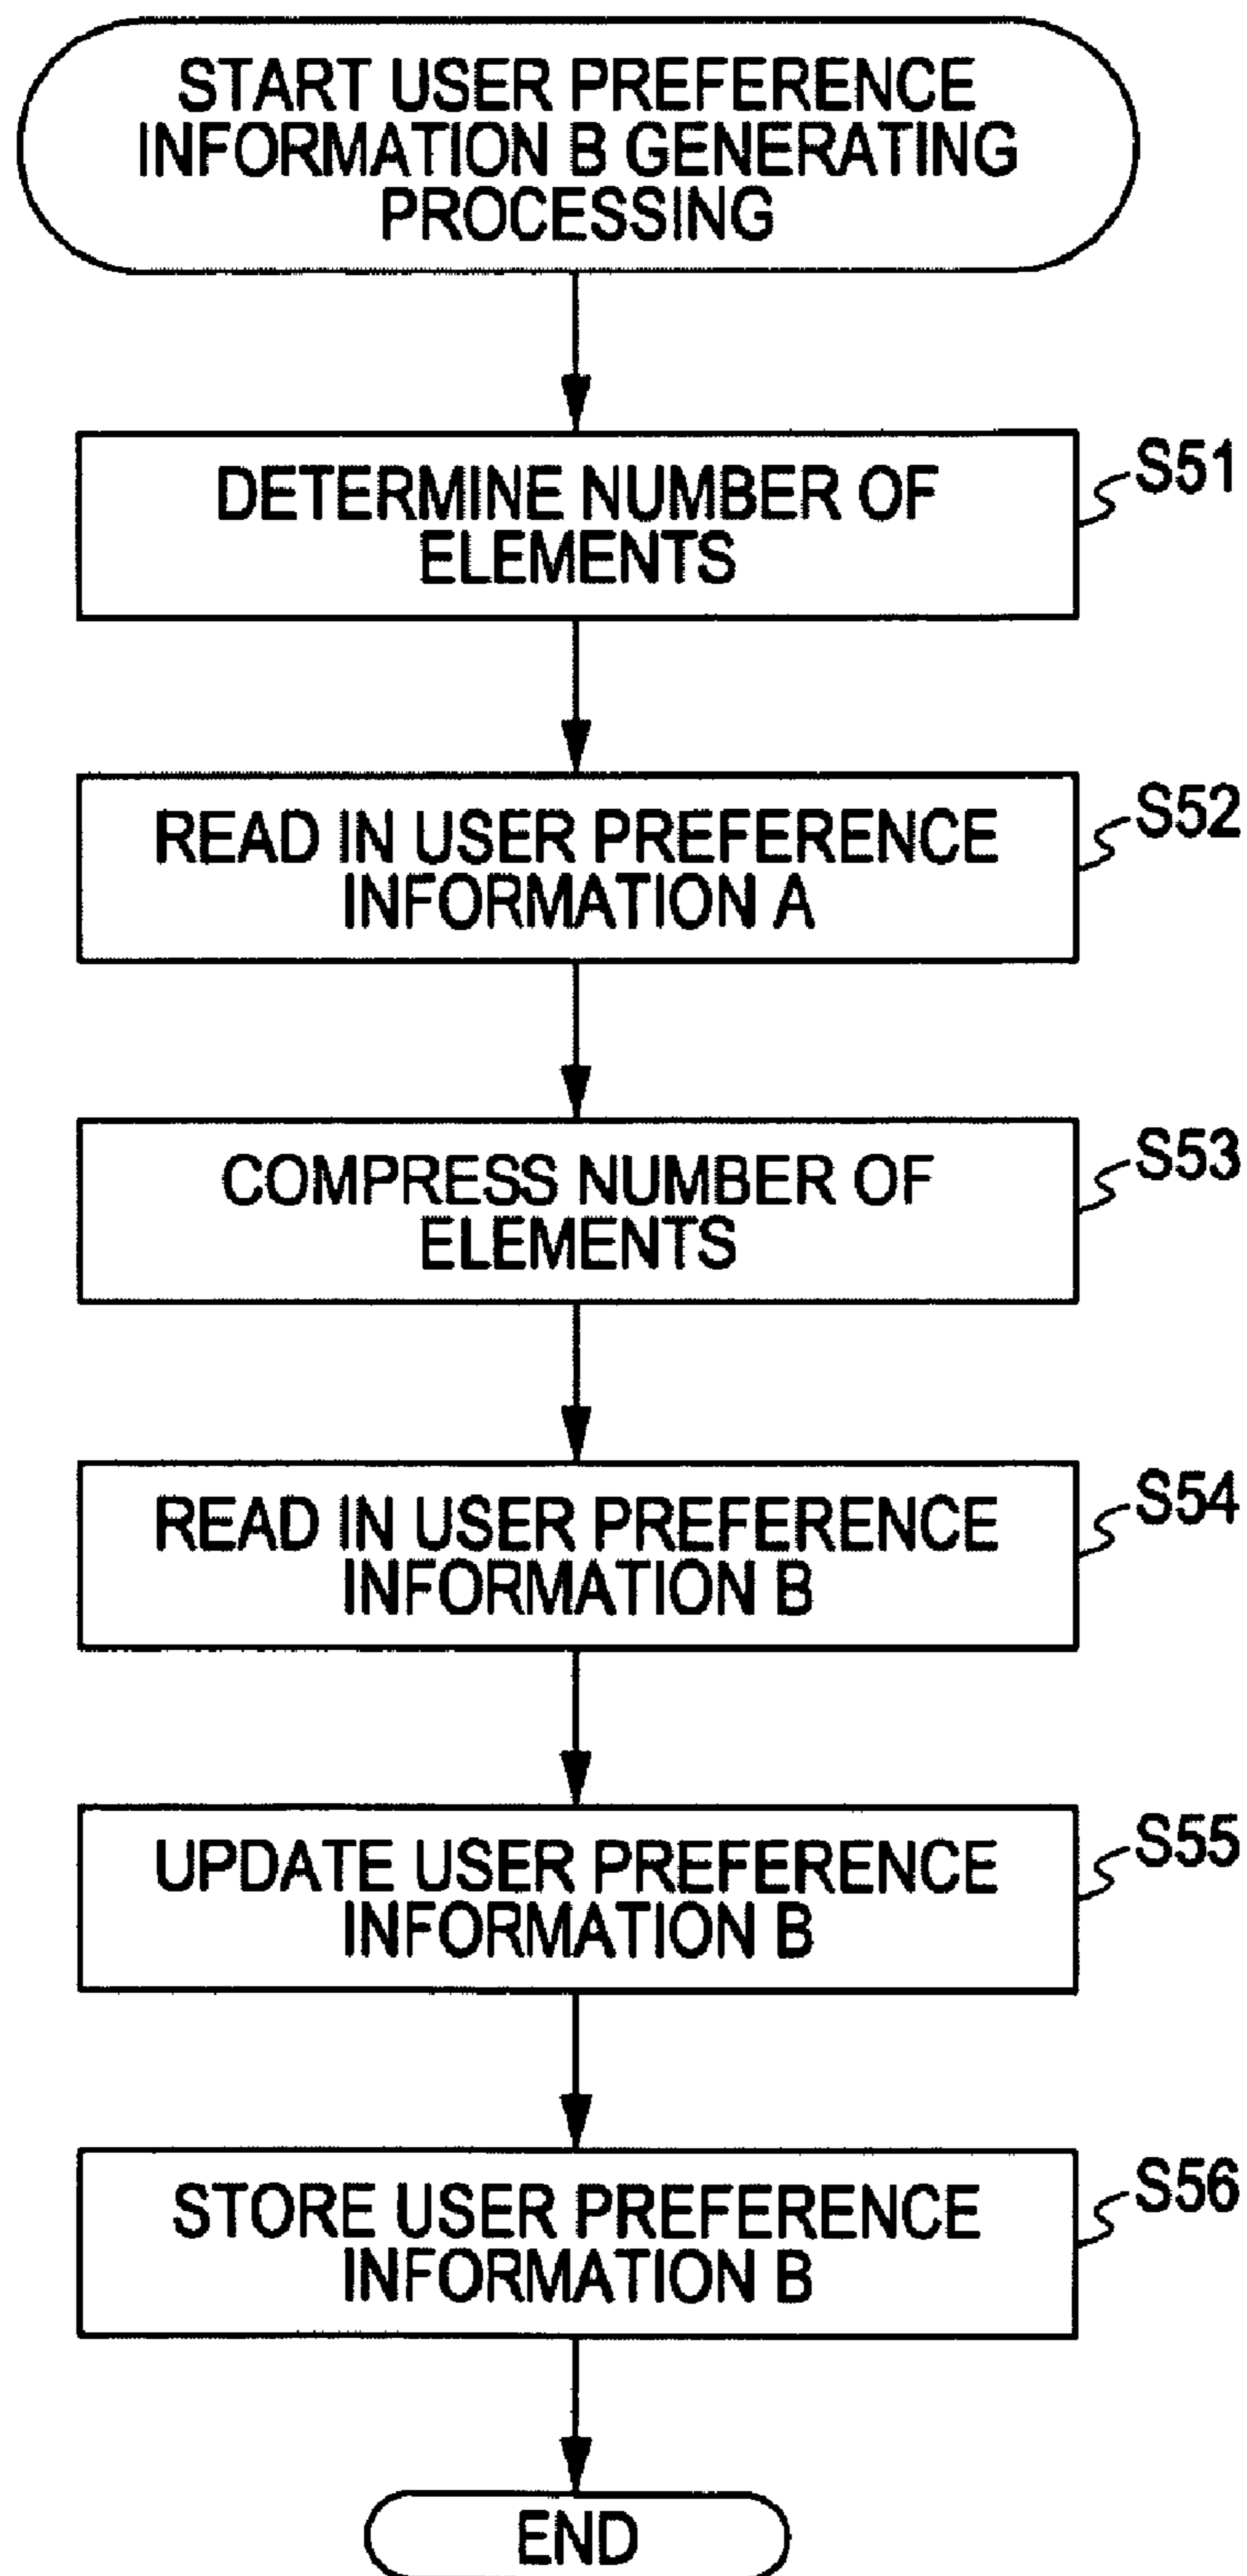 START USER PREFERENCE
INFORMATION B GENERATING
PROCESSING
DETERMINE NUMBER OF
ELEMENTS
S51
READ IN USER PREFERENCE
INFORMATION A
S52
COMPRESS NUMBER OF
ELEMENTS
S53
READ IN USER PREFERENCE
INFORMATION B
S54
UPDATE USER PREFERENCE
INFORMATION B
S55
STORE USER PREFERENCE
INFORMATION B
S56
END